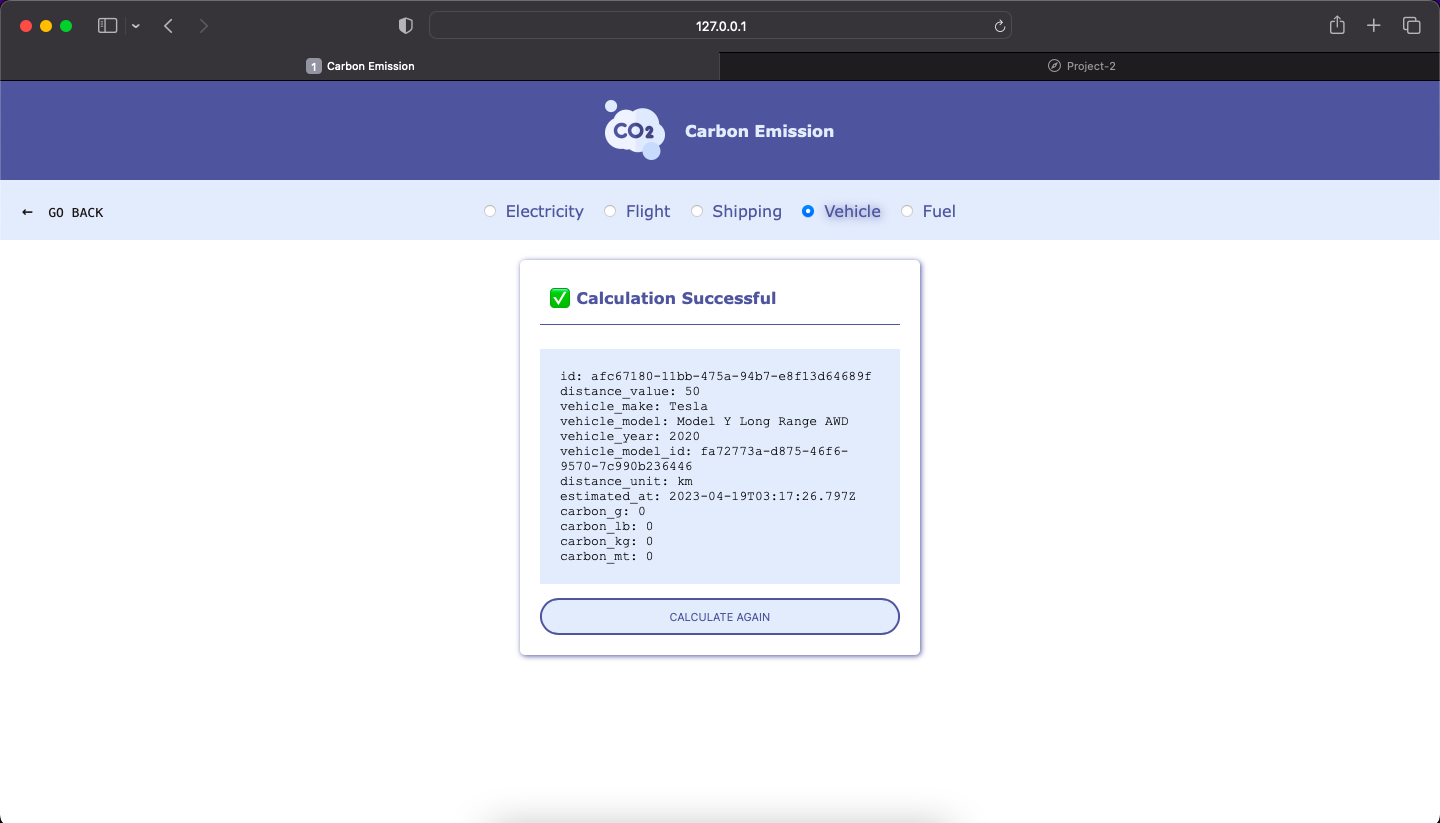 127.0.0.1
1 Carbon Emission
Project-2
CO2 Carbon Emission
← GO BACK
Electricity Flight Shipping Vehicle Fuel
✅ Calculation Successful
id: afc67180-11bb-475a-94b7-e8f13d64689f
distance_value: 50
vehicle_make: Tesla
vehicle_model: Model Y Long Range AWD
vehicle_year: 2020
vehicle_model_id: fa72773a-d875-46f6-
9570-7c990b236446
distance_unit: km
estimated_at: 2023-04-19T03:17:26.797Z
carbon_g: 0
carbon_lb: 0
carbon_kg: 0
carbon_mt: 0
CALCULATE AGAIN